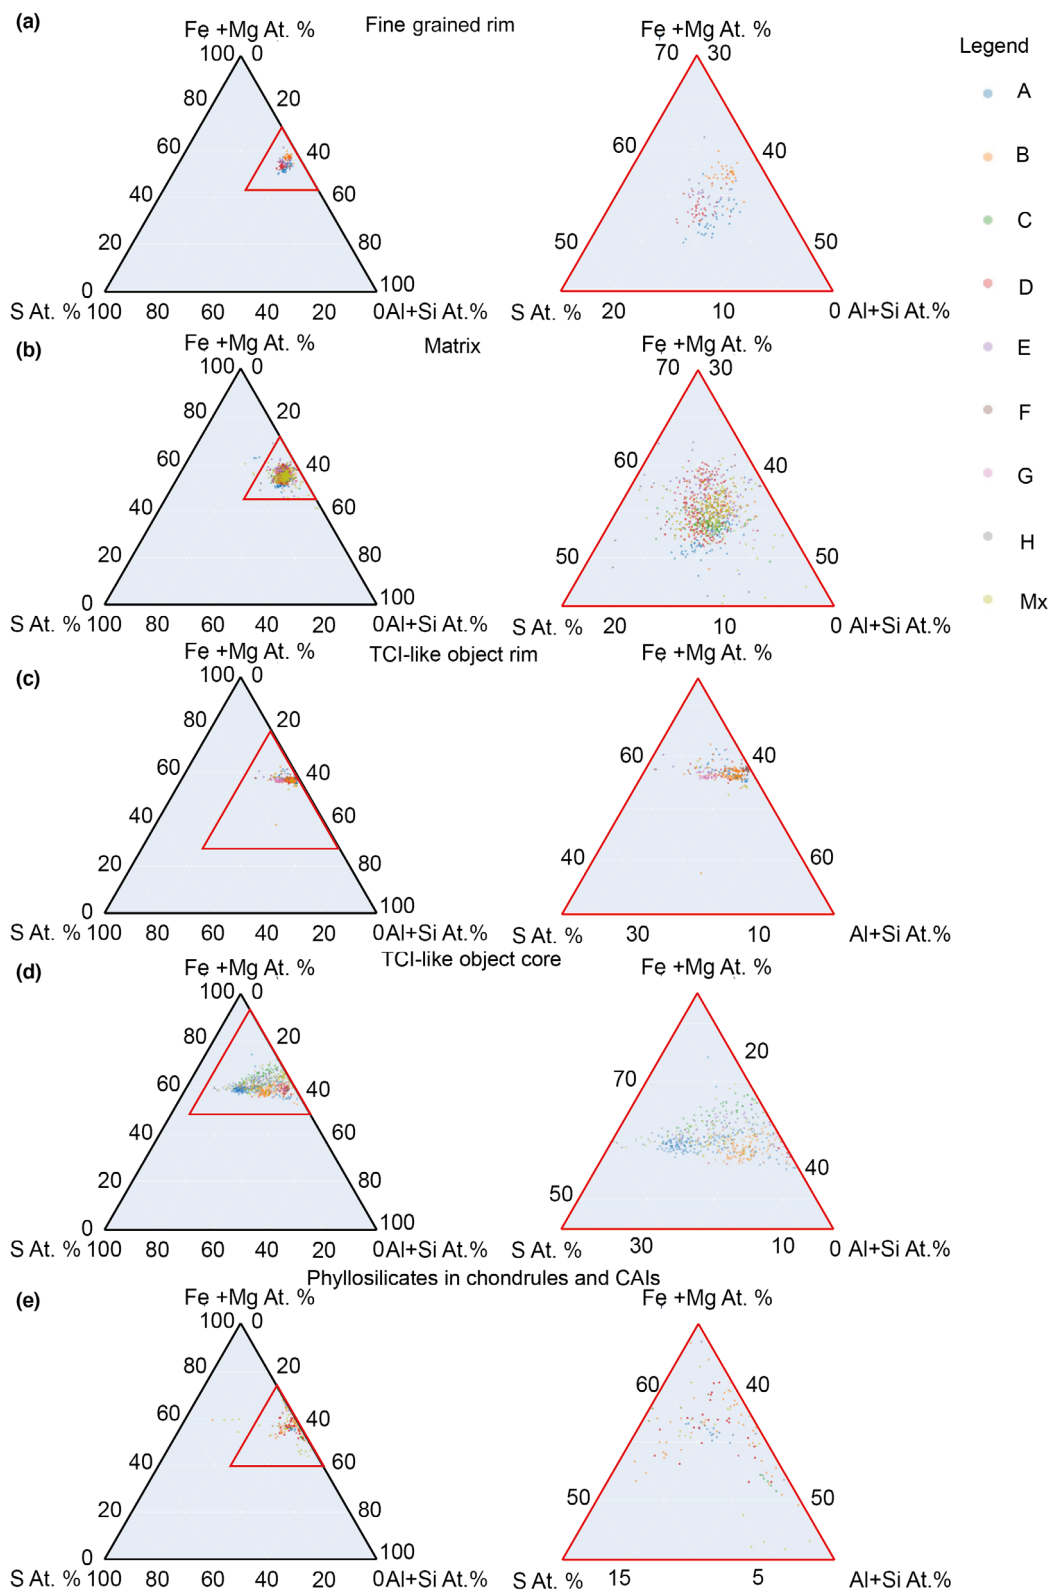 (a)
Fine grained rim
Fe +Mg At. %
100 0
80 20
60 40
40 60
20 80
0 100
S At. % 100 80 60 40 20 0 Al+Si At.%
Fe +Mg At. %
70 30
60 40
50 50
S At. % 20 10 0 Al+Si At.%
Legend
A
B
C
D
E
F
G
H
Mx
(b)
Matrix
Fe +Mg At. %
100 0
80 20
60 40
40 60
20 80
0 100
S At. % 100 80 60 40 20 0Al+Si At.%
Fe +Mg At. %
70 30
60 40
50 50
S At. % 20 10 0 Al+Si At.%
(c)
TCI-like object rim
Fe +Mg At. %
100 0
80 20
60 40
40 60
20 80
0 100
S At. % 100 80 60 40 20 0Al+Si At.%
Fe +Mg At. %
60 40
40 60
S At. % 30 10 Al+Si At.%
(d)
TCI-like object core
Fe +Mg At. %
100 0
80 20
60 40
40 60
20 80
0 100
S At. % 100 80 60 40 20 0Al+Si At.%
Fe +Mg At. %
20
70
40
50
S At. % 30 10 0 Al+Si At.%
(e)
Phyllosilicates in chondrules and CAIs
Fe +Mg At. %
100 0
80 20
60 40
40 60
20 80
0 100
S At. % 100 80 60 40 20 0Al+Si At.%
Fe +Mg At. %
60 40
50 50
S At. % 15 5 Al+Si At.%